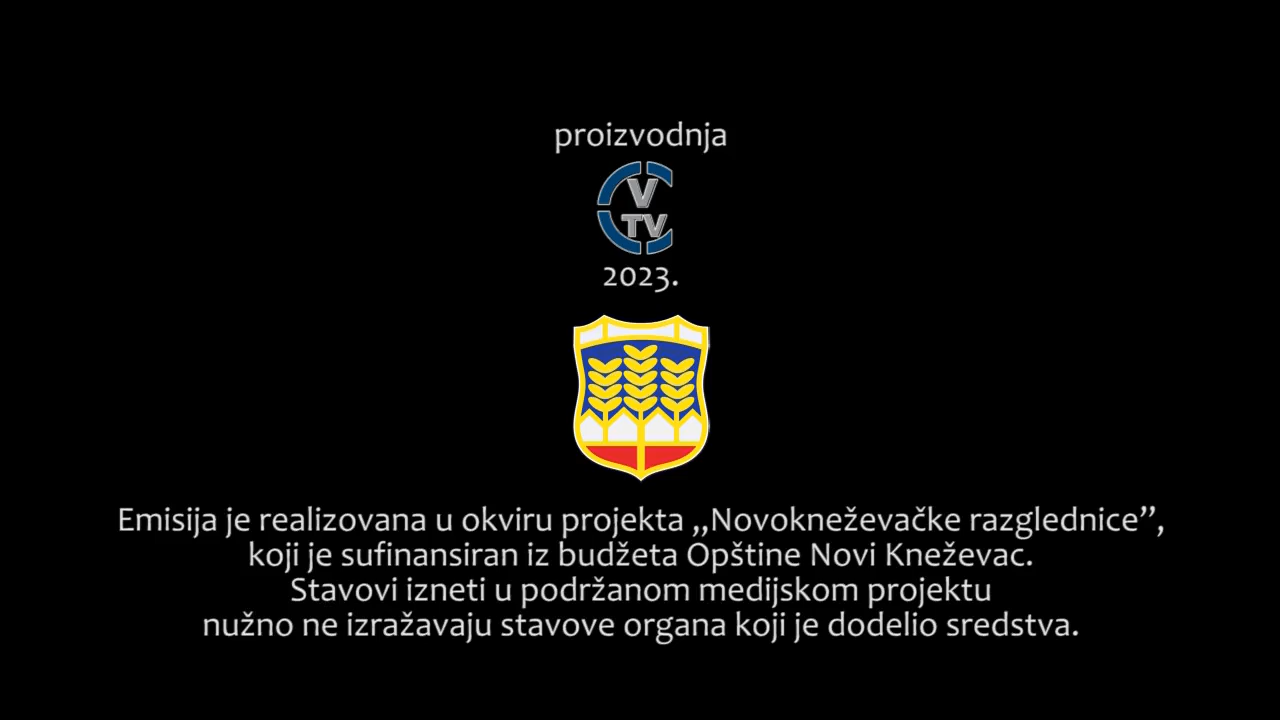 proizvodnja
V
TV
2023.
Emisija je realizovana u okviru projekta „Novokneževačke razglednice”,
koji je sufinansiran iz budžeta Opštine Novi Kneževac.
Stavovi izneti u podržanom medijskom projektu
nužno ne izražavaju stavove organa koji je dodelio sredstva.